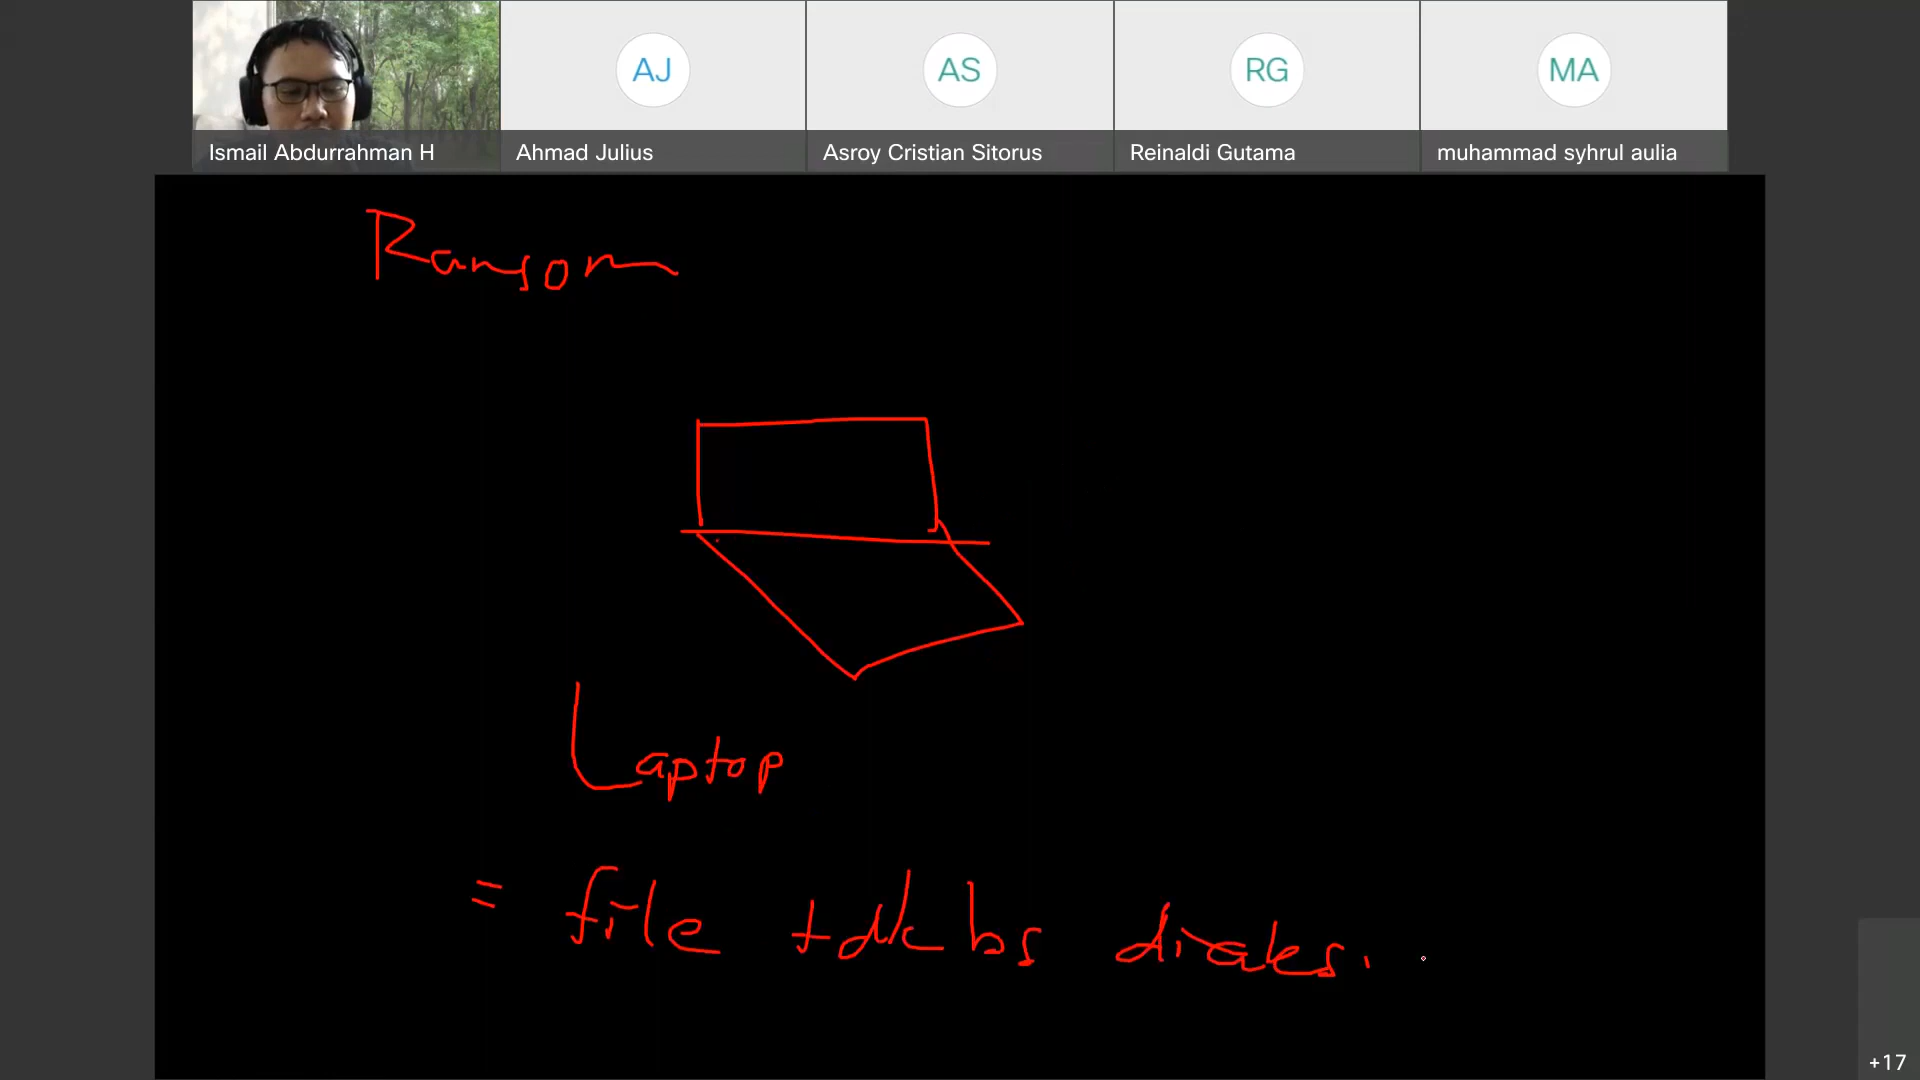 AJ AS RG MA
Ismail Abdurrahman H Ahmad Julius Asroy Cristian Sitorus Reinaldi Gutama muhammad syhrul aulia
Ransom
Laptop
= file tdk bs diakes.
+17